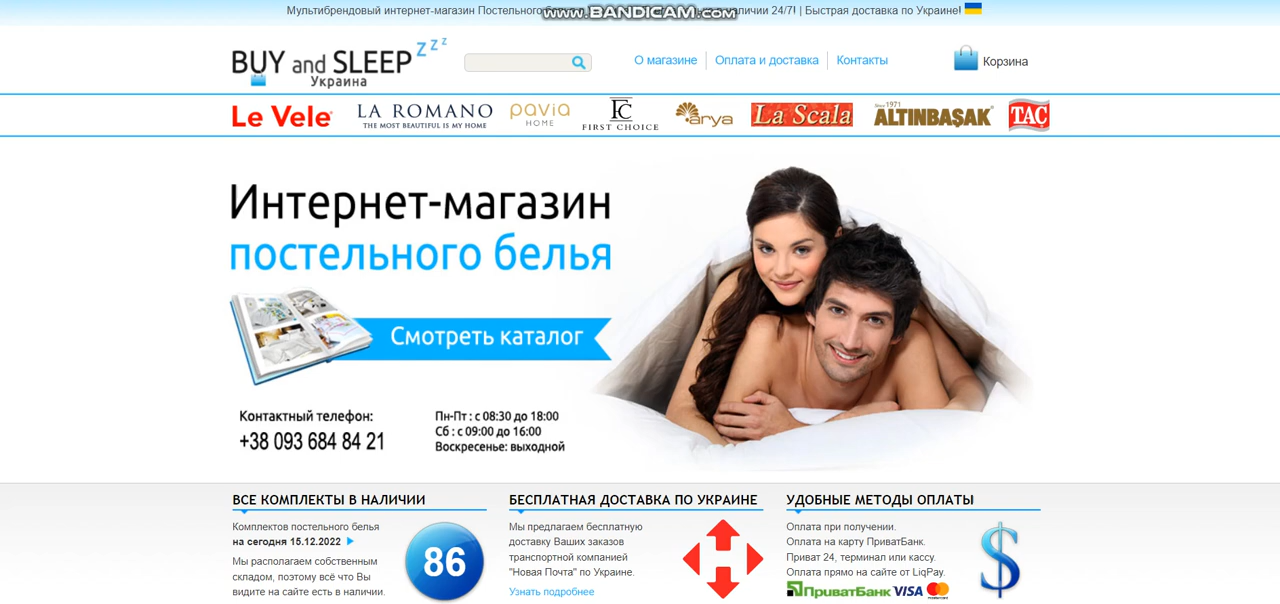 Мультибрендовый интернет-магазин Постельного наличии 24/7! | Быстрая доставка по Украине!
www.BANDICAM.com
BUY and SLEEP zzz
Украина
О магазине
Оплата и доставка
Контакты
Корзина
Le Vele
LA ROMANO
THE MOST BEAUTIFUL IS MY HOME
pavia
HOME
FC
FIRST CHOICE
arya
La Scala
Since 1971
ALTINBAŞAK
TAÇ
Интернет-магазин
постельного белья
Смотреть каталог
Контактный телефон:
+38 093 684 84 21
Пн-Пт : с 08:30 до 18:00
Сб : с 09:00 до 16:00
Воскресенье: выходной
ВСЕ КОМПЛЕКТЫ В НАЛИЧИИ
Комплектов постельного белья
на сегодня 15.12.2022
Мы располагаем собственным
складом, поэтому всё что Вы
видите на сайте есть в наличии.
86
БЕСПЛАТНАЯ ДОСТАВКА ПО УКРАИНЕ
Мы предлагаем бесплатную
доставку Ваших заказов
транспортной компанией
"Новая Почта" по Украине.
Узнать подробнее
УДОБНЫЕ МЕТОДЫ ОПЛАТЫ
Оплата при получении.
Оплата на карту ПриватБанк.
Приват 24, терминал или кассу.
Оплата прямо на сайте от LiqPay.
ПриватБанк VISA
$